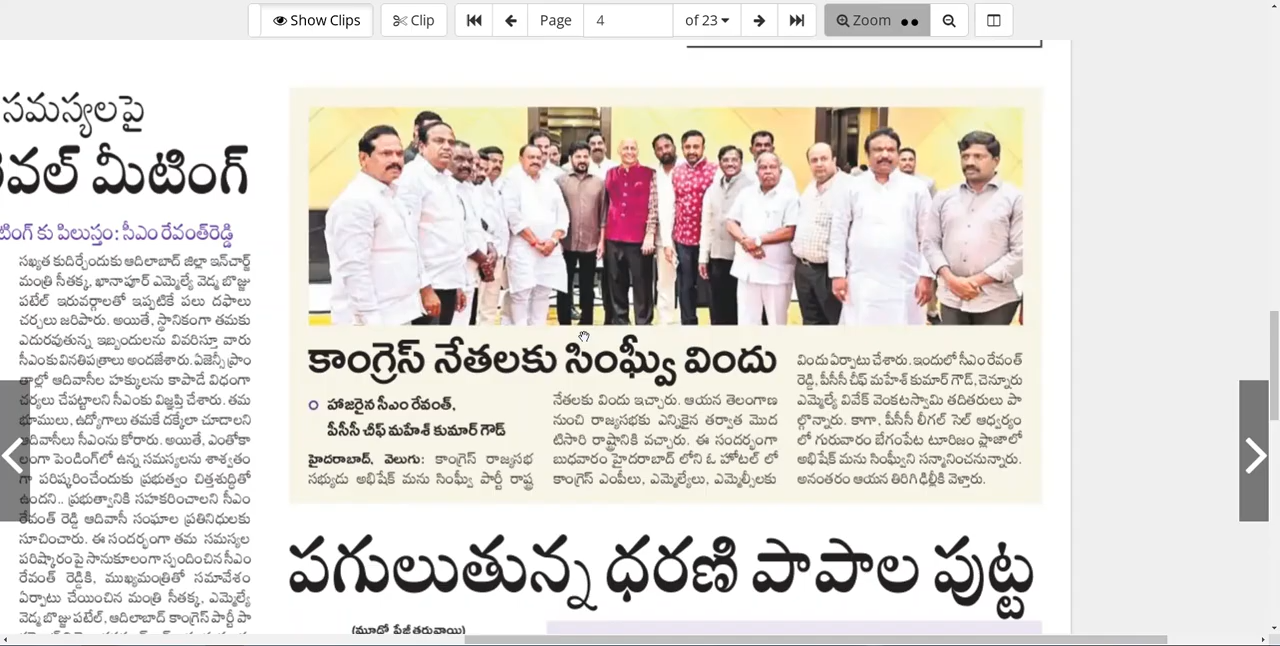 Show Clips
Clip
Page
4
of 23
Zoom
సమస్యలపై
వల్ మీటింగ్
టింగ్ కు పిలుస్తం: సీఎం రేవంత్‌రెడ్డి
సఖ్యత కుదిర్చేందుకు ఆదిలాబాద్ జిల్లా ఇన్‌చార్జ్
మంత్రి సీతక్క, ఖానాపూర్ ఎమ్మెల్యే వెడ్మ బొజ్జు
పటేల్ ఇరువర్గాలతో ఇప్పటికే పలు దఫాలు
చర్చలు జరిపారు. అయితే, స్థానికంగా తమకు
ఎదురవుతున్న ఇబ్బందులను వివరిస్తూ వారు
సీఎంకు వినతిపత్రాలు అందజేశారు. ఏజెన్సీ ప్రాం
తాల్లో ఆదివాసీల హక్కులను కాపాడే విధంగా
చర్యలు చేపట్టాలని సీఎంకు విజ్ఞప్తి చేశారు. తమ
భూములు, ఉద్యోగాలు తమకే దక్కేలా చూడాలని
ఆదివాసీలు సీఎంను కోరారు. అయితే, ఎంతోకా
లంగా పెండింగ్‌లో ఉన్న సమస్యలను శాశ్వతం
గా పరిష్కరించేందుకు ప్రభుత్వం చిత్తశుద్ధితో
ఉందని.. ప్రభుత్వానికి సహకరించాలని సీఎం
రేవంత్ రెడ్డి ఆదివాసీ సంఘాల ప్రతినిధులకు
సూచించారు. ఈ సందర్భంగా తమ సమస్యల
పరిష్కారంపై సానుకూలంగా స్పందించిన సీఎం
రేవంత్ రెడ్డికి, ముఖ్యమంత్రితో సమావేశం
ఏర్పాటు చేయించిన మంత్రి సీతక్క, ఎమ్మెల్యే
వెడ్మ బొజ్జు పటేల్, ఆదిలాబాద్ కాంగ్రెస్ పార్టీ పా
కాంగ్రెస్ నేతలకు సింఘ్వీ విందు
హాజరైన సీఎం రేవంత్,
పీసీసీ చీఫ్ మహేశ్ కుమార్ గౌడ్
హైదరాబాద్, వెలుగు: కాంగ్రెస్ రాజ్యసభ
సభ్యుడు అభిషేక్ మను సింఘ్వీ పార్టీ రాష్ట్ర
నేతలకు విందు ఇచ్చారు. ఆయన తెలంగాణ
నుంచి రాజ్యసభకు ఎన్నికైన తర్వాత మొద
టిసారి రాష్ట్రానికి వచ్చారు. ఈ సందర్భంగా
బుధవారం హైదరాబాద్ లోని ఓ హోటల్ లో
కాంగ్రెస్ ఎంపీలు, ఎమ్మెల్యేలు, ఎమ్మెల్సీలకు
విందు ఏర్పాటు చేశారు. ఇందులో సీఎం రేవంత్
రెడ్డి, పీసీసీ చీఫ్ మహేశ్ కుమార్ గౌడ్, చెన్నూరు
ఎమ్మెల్యే వివేక్ వెంకటస్వామి తదితరులు పా
ల్గొన్నారు. కాగా, పీసీసీ లీగల్ సెల్ ఆధ్వర్యం
లో గురువారం బేగంపేట టూరిజం ప్లాజాలో
అభిషేక్ మను సింఘ్వీని సన్మానించనున్నారు.
అనంతరం ఆయన తిరిగి ఢిల్లీకి వెళ్తారు.
పగులుతున్న ధరణి పాపాల పుట్ట
(మూడో పేజీ తరువాయి)